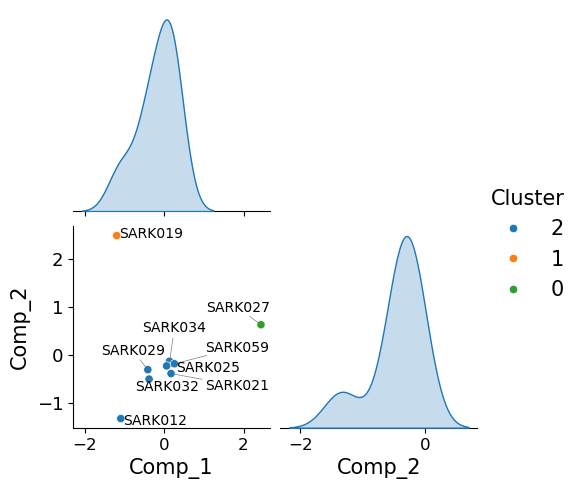 Cluster
2
1
0
Comp_2
2
1
0
−1
SARK019
SARK027
SARK034
SARK059
SARK029
SARK025
SARK032
SARK021
SARK012
−2 0 2
Comp_1
−2 0
Comp_2